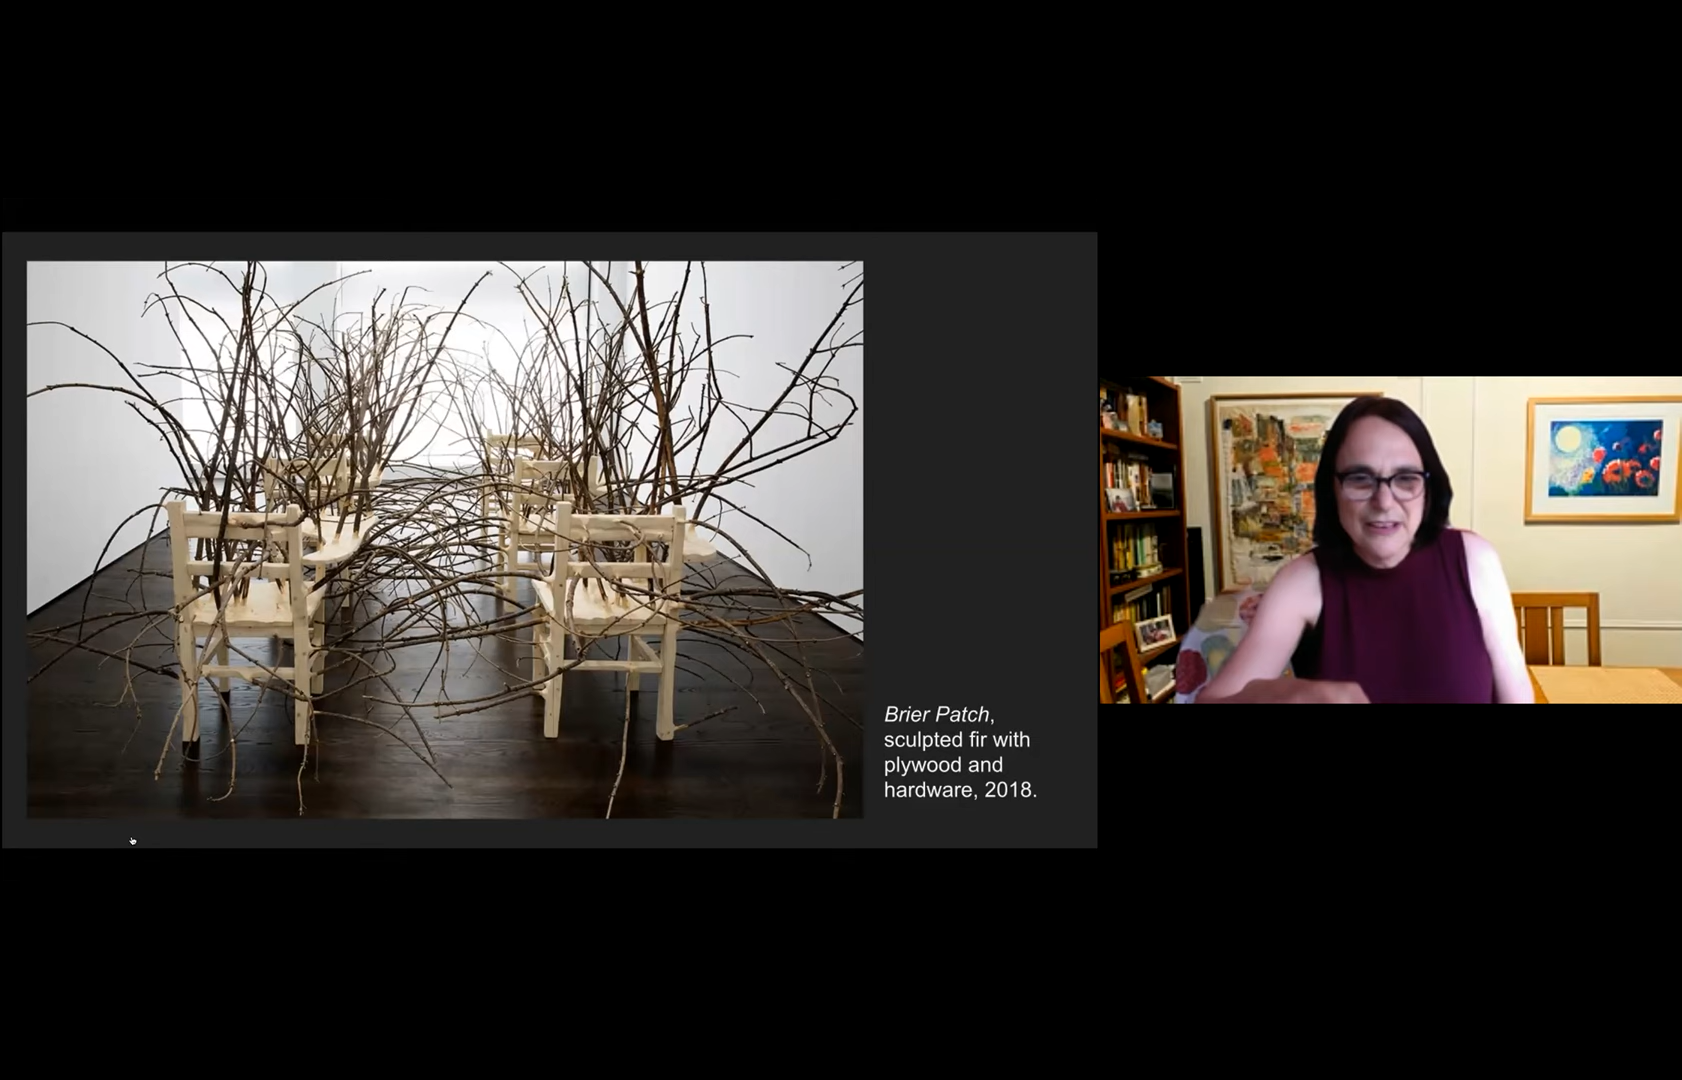 Brier Patch,
sculpted fir with
plywood and
hardware, 2018.